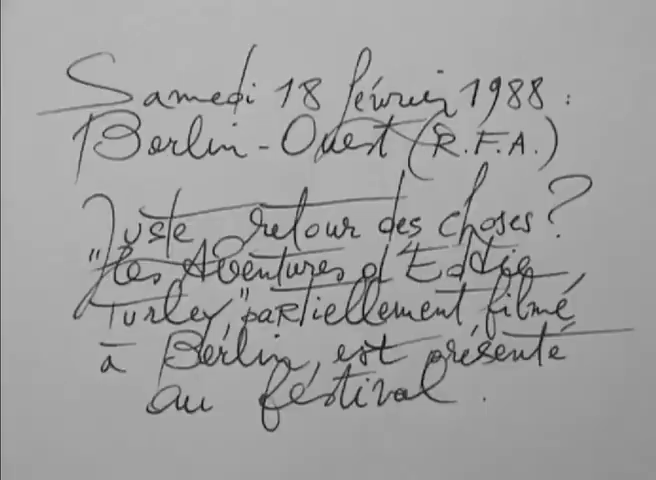 Samedi 18 février 1988 :
Berlin-Ouest (R.F.A.)
Juste retour des choses ?
"Les Aventures d'Eddie
Turley," partiellement filmé
à Berlin, est présenté
au féstival.